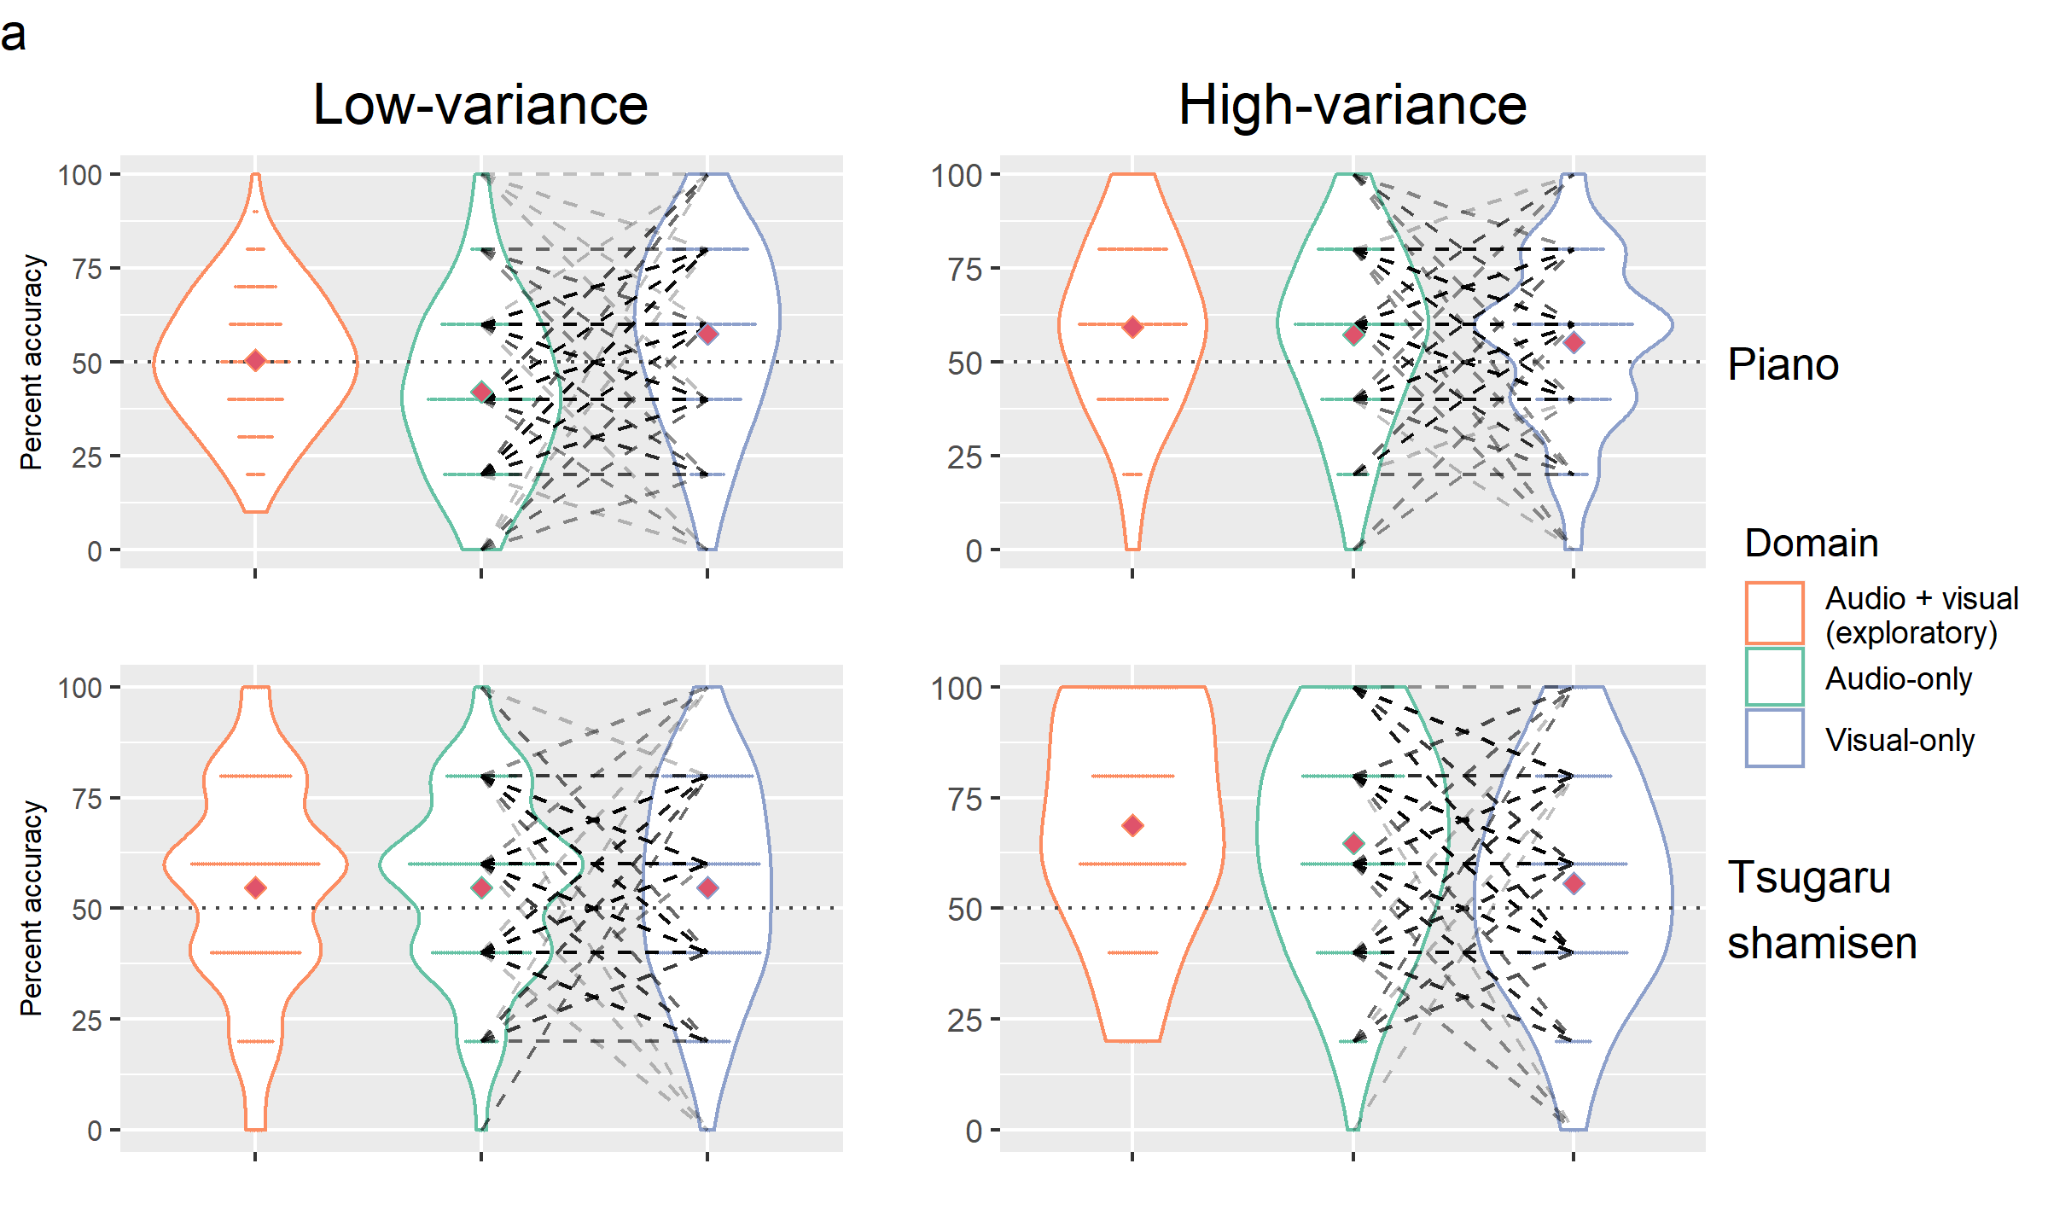 a
Low-variance
High-variance
Percent accuracy
100
75
50
25
0
100
75
50
25
0
Piano
Percent accuracy
100
75
50
25
0
100
75
50
25
0
Tsugaru
shamisen
Domain
Audio + visual
(exploratory)
Audio-only
Visual-only